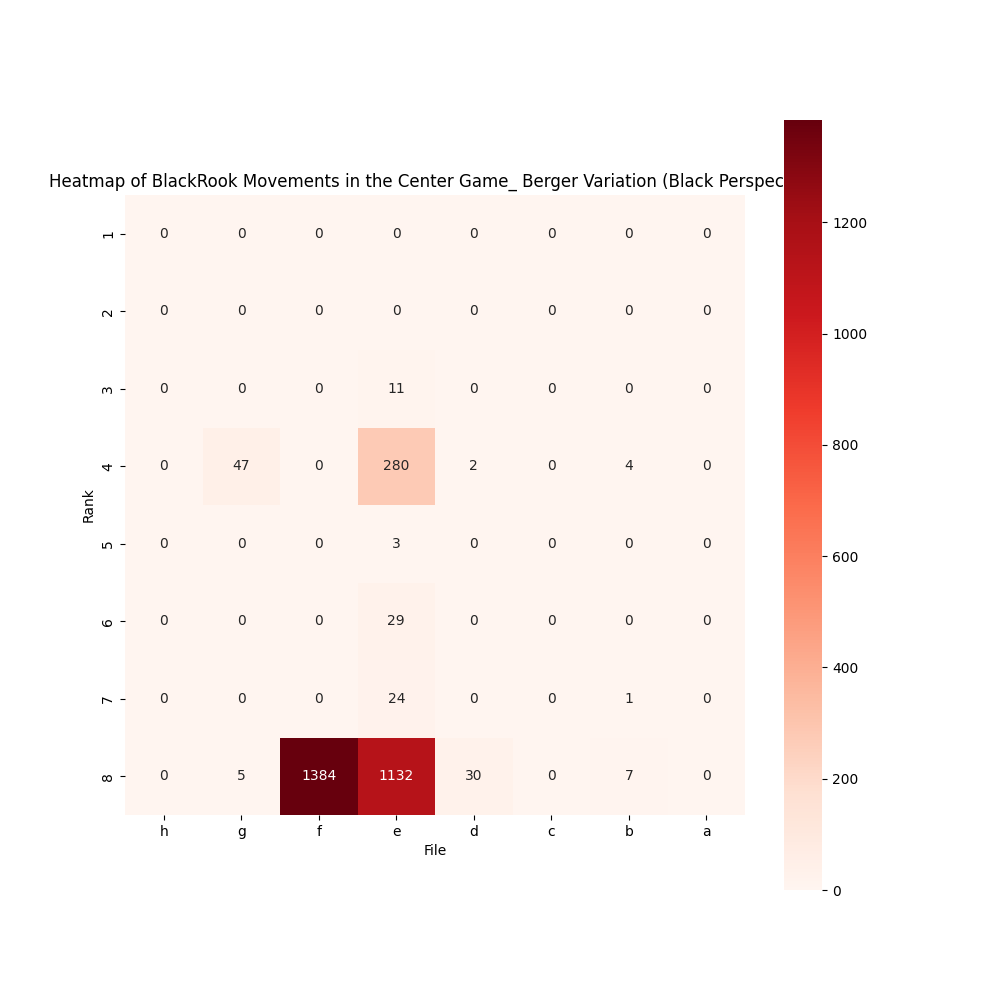 Heatmap of BlackRook Movements in the Center Game_ Berger Variation (Black Perspec
1 0 0 0 0 0 0 0 0
2 0 0 0 0 0 0 0 0
3 0 0 0 11 0 0 0 0
4 0 47 0 280 2 0 4 0
5 0 0 0 3 0 0 0 0
6 0 0 0 29 0 0 0 0
7 0 0 0 24 0 0 1 0
8 0 5 1384 1132 30 0 7 0
h g f e d c b a
File
Rank
1200
1000
800
600
400
200
0